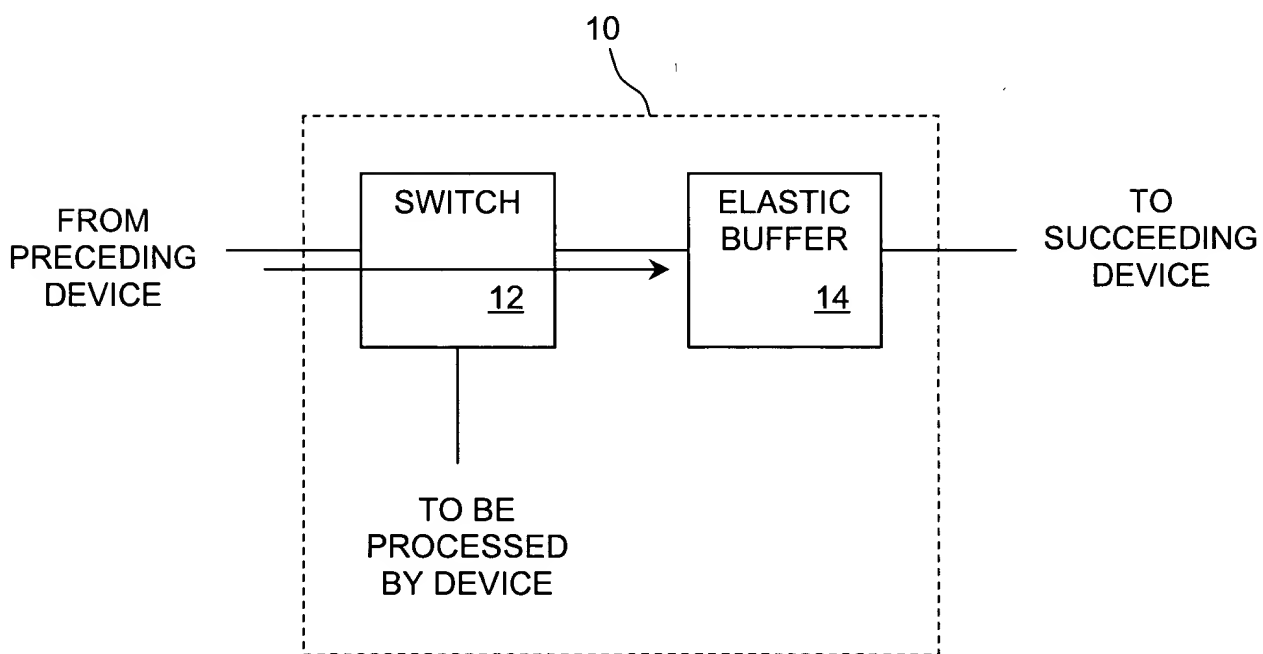 10
FROM
PRECEDING
DEVICE
SWITCH
12
ELASTIC
BUFFER
14
TO
SUCCEEDING
DEVICE
TO BE
PROCESSED
BY DEVICE